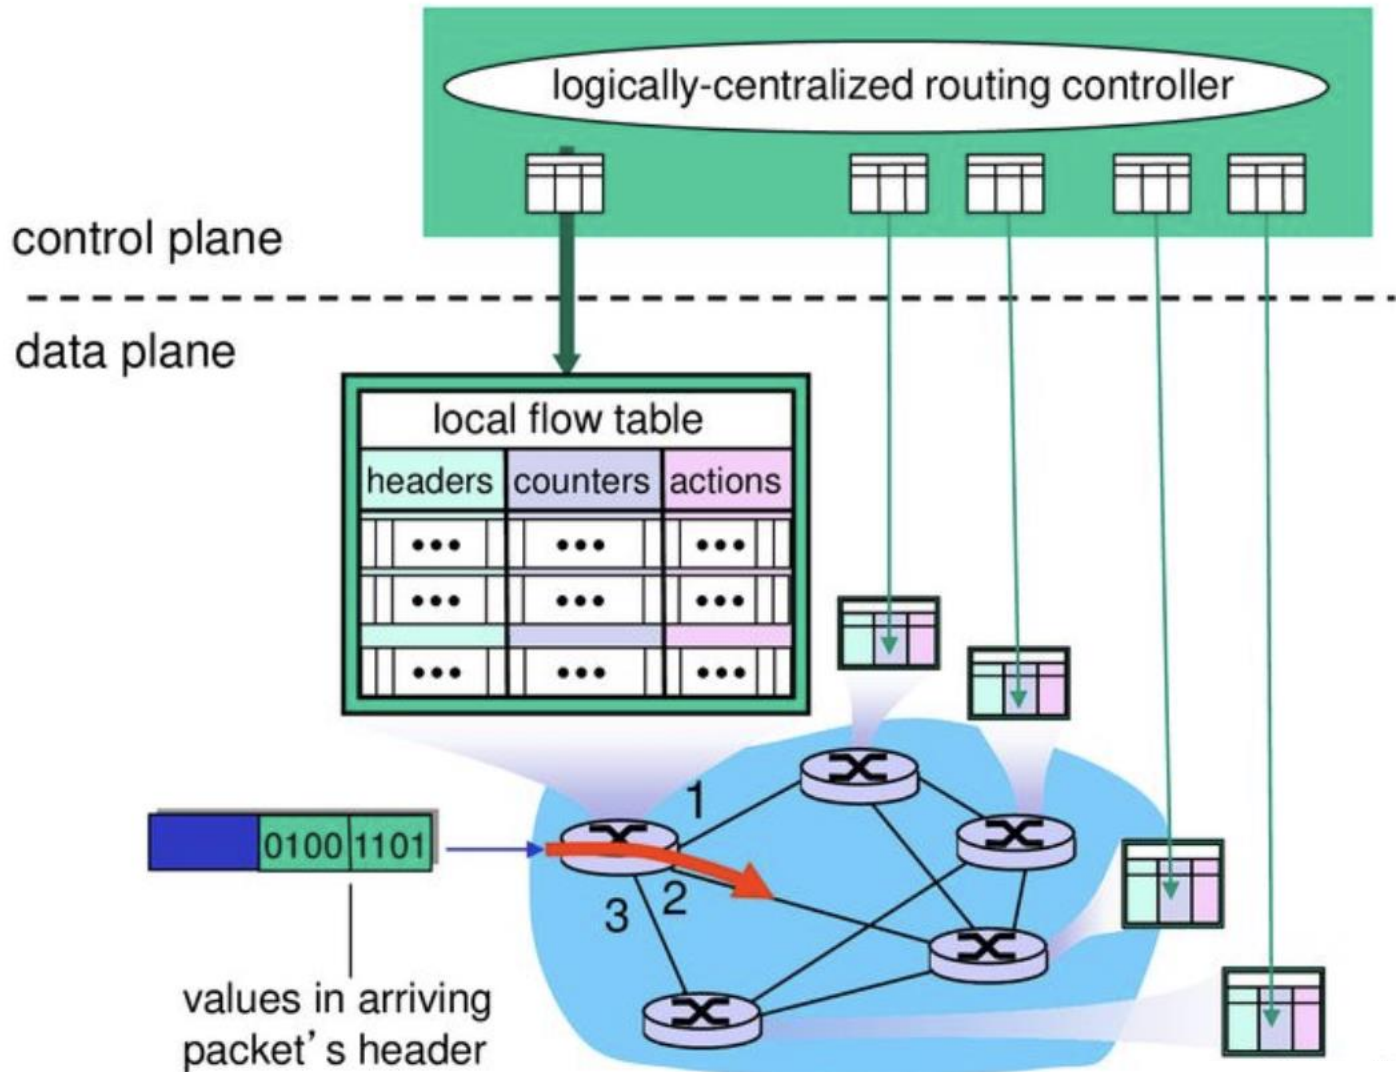 logically-centralized routing controller
control plane
data plane
local flow table
headers counters actions
1
0100 1101
2
3
values in arriving
packet's header